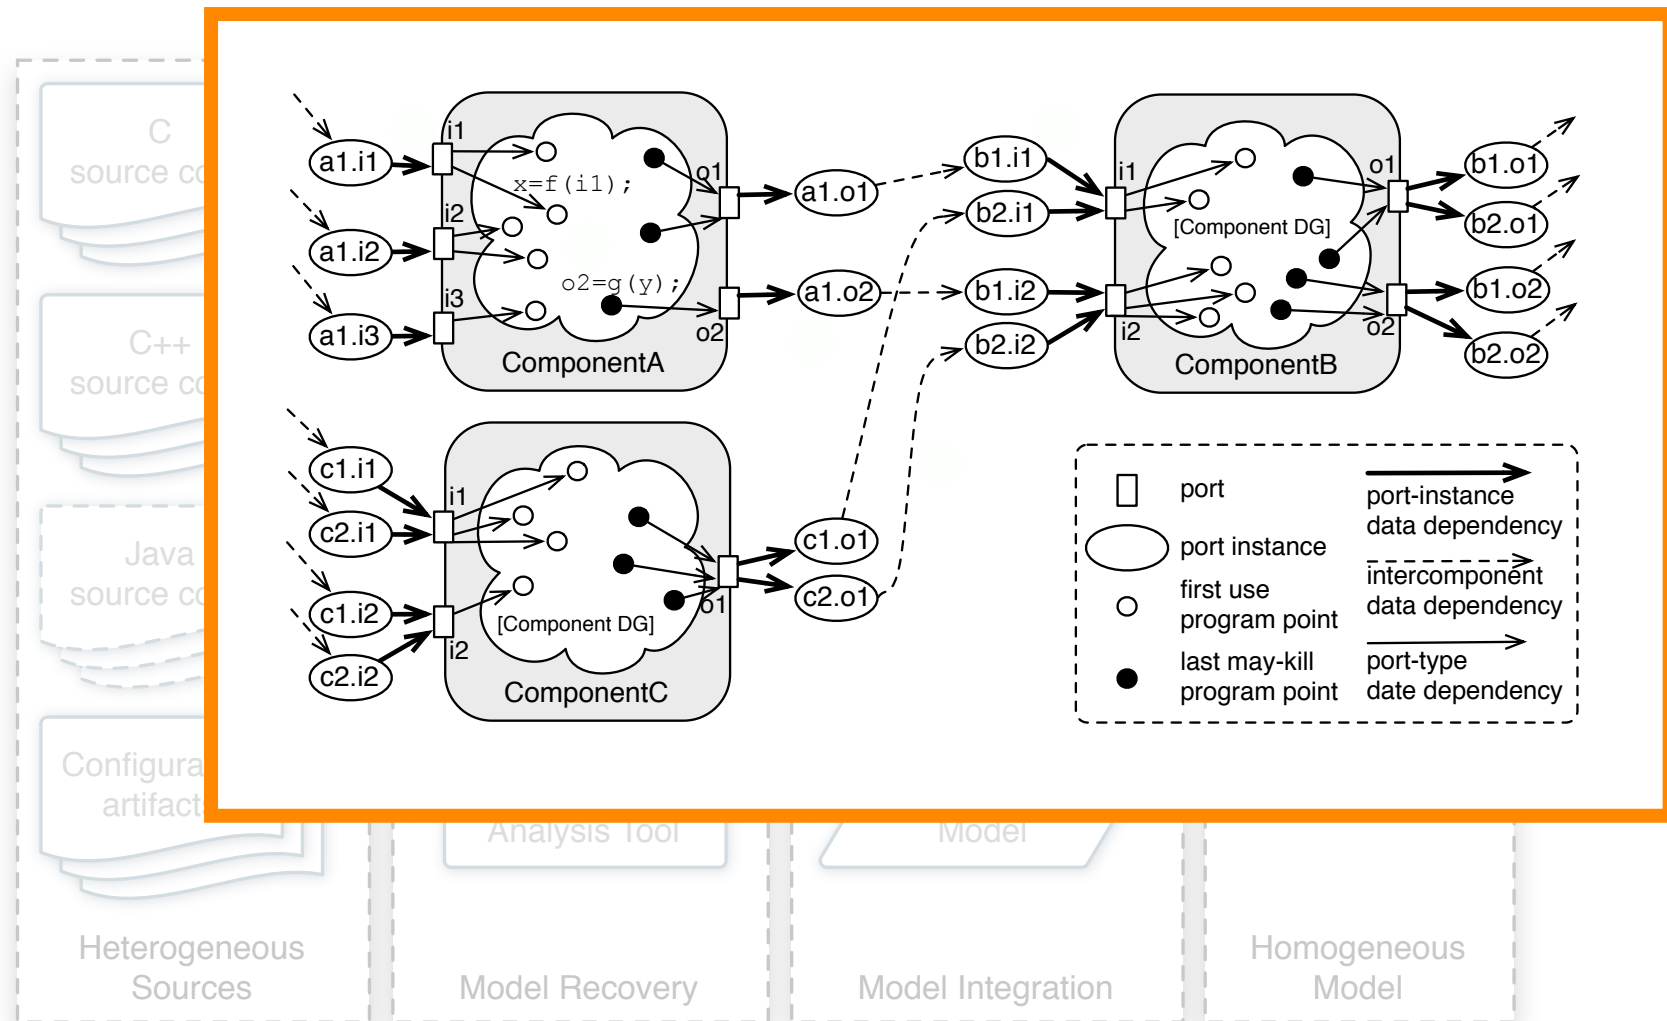 C
source co
C++
source co
Java
source co
Configura
artifacts
Heterogeneous
Sources
Analysis Tool
Model Recovery
Model
Model Integration
Homogeneous
Model
a1.i1
a1.i2
a1.i3
i1
i2
i3
x=f(i1);
o2=g(y);
o1
o2
ComponentA
a1.o1
a1.o2
b1.i1
b2.i1
b1.i2
b2.i2
i1
i2
[Component DG]
o1
o2
ComponentB
b1.o1
b2.o1
b1.o2
b2.o2
c1.i1
c2.i1
c1.i2
c2.i2
i1
i2
[Component DG]
o1
ComponentC
c1.o1
c2.o1
port
port instance
first use
program point
last may-kill
program point
port-instance
data dependency
intercomponent
data dependency
port-type
date dependency